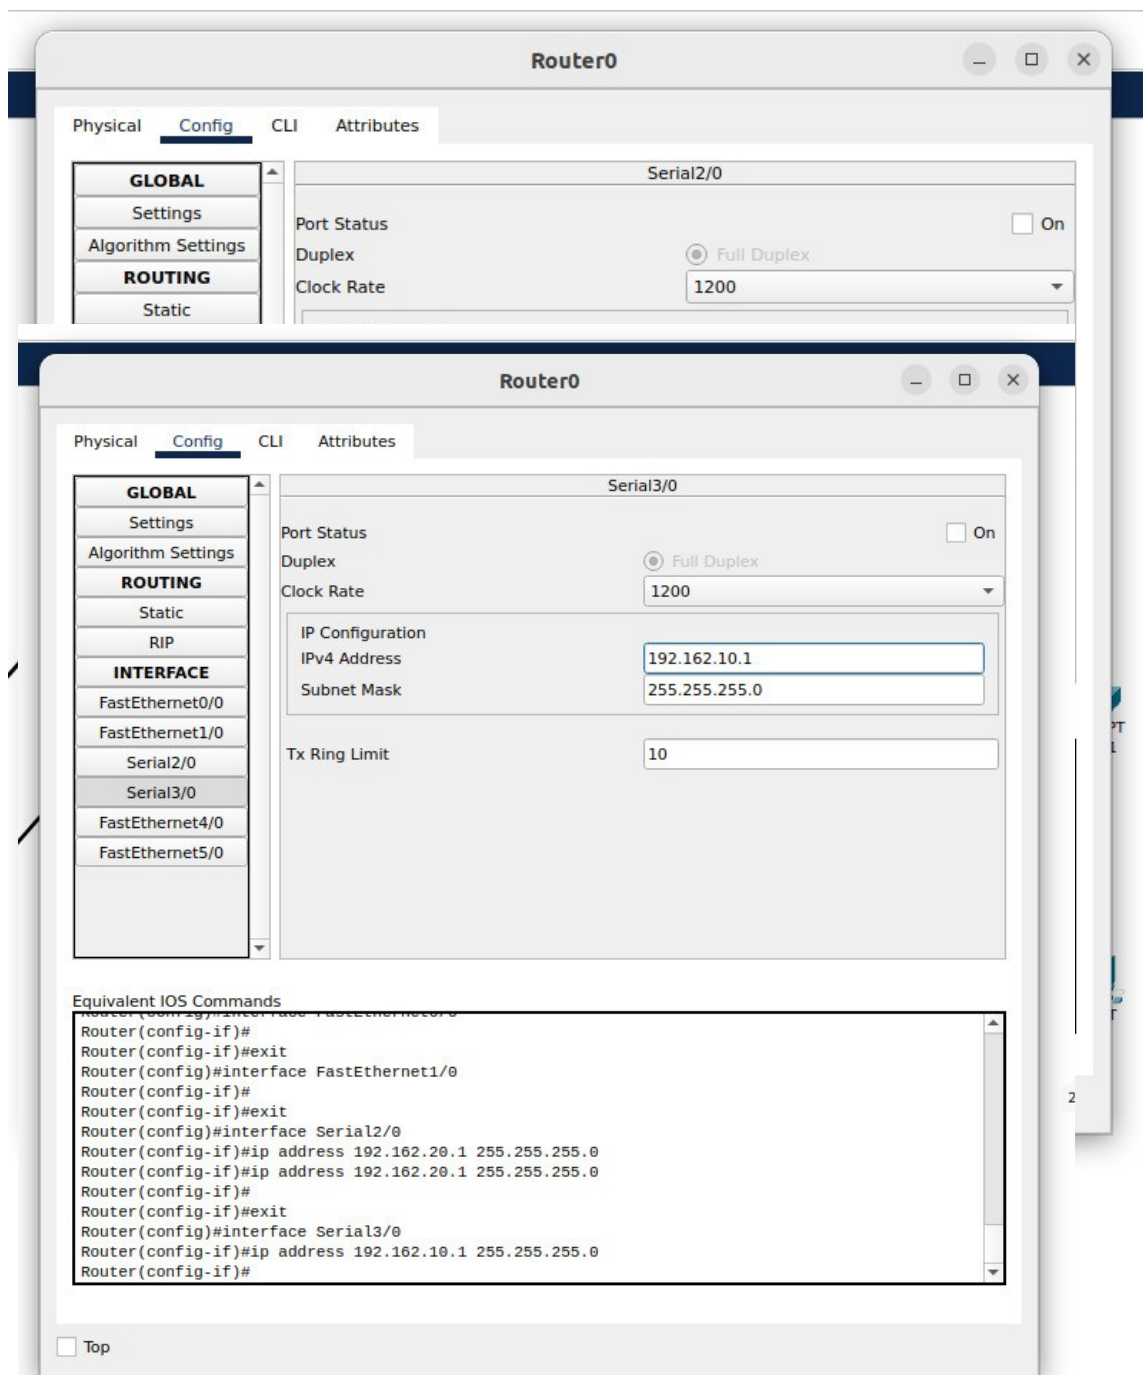 Router0
Physical Config CLI Attributes
GLOBAL
Settings
Algorithm Settings
ROUTING
Static
Serial2/0
Port Status On
Duplex Full Duplex
Clock Rate 1200
Router0
Physical Config CLI Attributes
GLOBAL
Settings
Algorithm Settings
ROUTING
Static
RIP
INTERFACE
FastEthernet0/0
FastEthernet1/0
Serial2/0
Serial3/0
FastEthernet4/0
FastEthernet5/0
Serial3/0
Port Status On
Duplex Full Duplex
Clock Rate 1200
IP Configuration
IPv4 Address 192.162.10.1
Subnet Mask 255.255.255.0
Tx Ring Limit 10
Equivalent IOS Commands
Router(config-if)#
Router(config-if)#exit
Router(config)#interface FastEthernet1/0
Router(config-if)#
Router(config-if)#exit
Router(config)#interface Serial2/0
Router(config-if)#ip address 192.162.20.1 255.255.255.0
Router(config-if)#ip address 192.162.20.1 255.255.255.0
Router(config-if)#
Router(config-if)#exit
Router(config)#interface Serial3/0
Router(config-if)#ip address 192.162.10.1 255.255.255.0
Router(config-if)#
Top